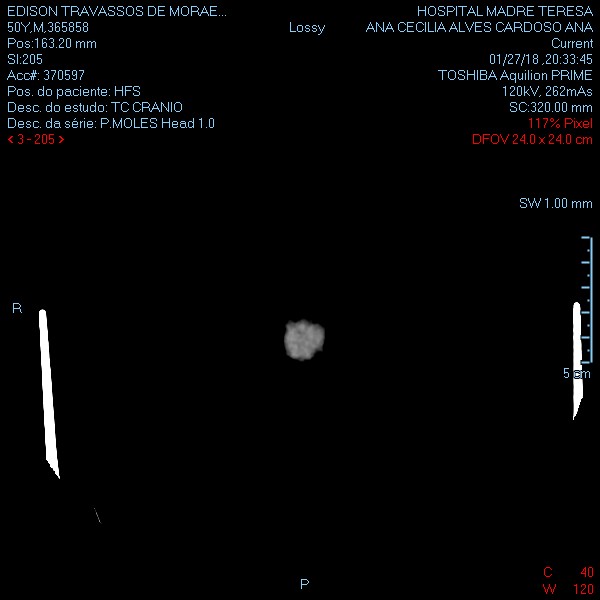 EDISON TRAVASSOS DE MORAE...
50Y,M,365858
Pos:163.20 mm
SI:205
Acc#: 370597
Pos. do paciente: HFS
Desc. do estudo: TC CRANIO
Desc. da série: P.MOLES Head 1.0
< 3 - 205 >
Lossy
HOSPITAL MADRE TERESA
ANA CECILIA ALVES CARDOSO ANA
Current
01/27/18 ,20:33:45
TOSHIBA Aquilion PRIME
120kV, 262mAs
SC:320.00 mm
117% Pixel
DFOV 24.0 x 24.0 cm
SW 1.00 mm
R
5 cm
P
C 40
W 120